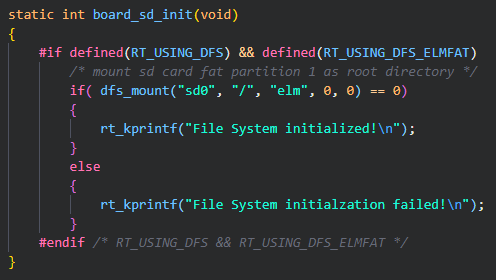 static int board_sd_init(void)
{
    #if defined(RT_USING_DFS) && defined(RT_USING_DFS_ELMFAT)
        /* mount sd card fat partition 1 as root directory */
        if( dfs_mount("sd0", "/", "elm", 0, 0) == 0)
        {
            rt_kprintf("File System initialized!\n");
        }
        else
        {
            rt_kprintf("File System initialzation failed!\n");
        }
    #endif /* RT_USING_DFS && RT_USING_DFS_ELMFAT */
}